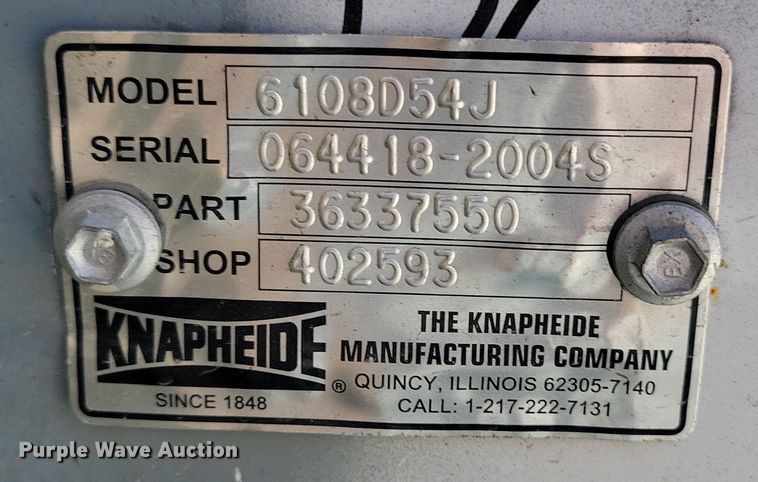 MODEL 6108D54J
SERIAL 064418-2004S
PART 36337550
SHOP 402593
KNAPHEIDE ®
SINCE 1848
THE KNAPHEIDE
MANUFACTURING COMPANY
QUINCY, ILLINOIS 62305-7140
CALL: 1-217-222-7131
BX
Purple Wave Auction